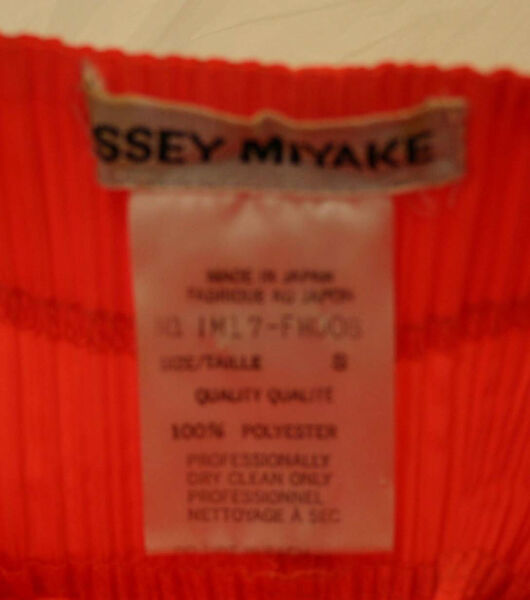 SSEY MIYAKE
MADE IN JAPAN
FABRIQUE AU JAPON
SIZE/TAILLE S
QUALITY QUALITÉ
100% POLYESTER
PROFESSIONALLY
DRY CLEAN ONLY
PROFESSIONNEL
NETTOYAGE À SEC